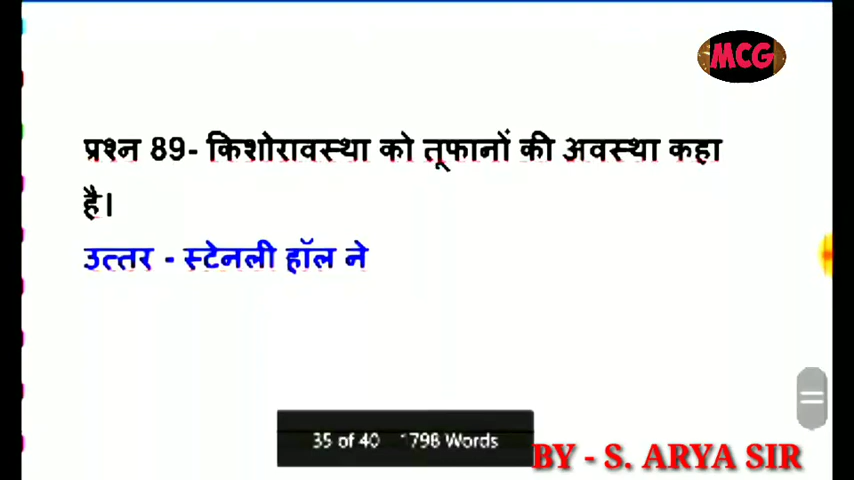 MCG
प्रश्न 89- किशोरावस्था को तूफानों की अवस्था कहा
है।
उत्तर - स्टेनली हॉल ने
35 of 40 1798 Words
BY - S. ARYA SIR